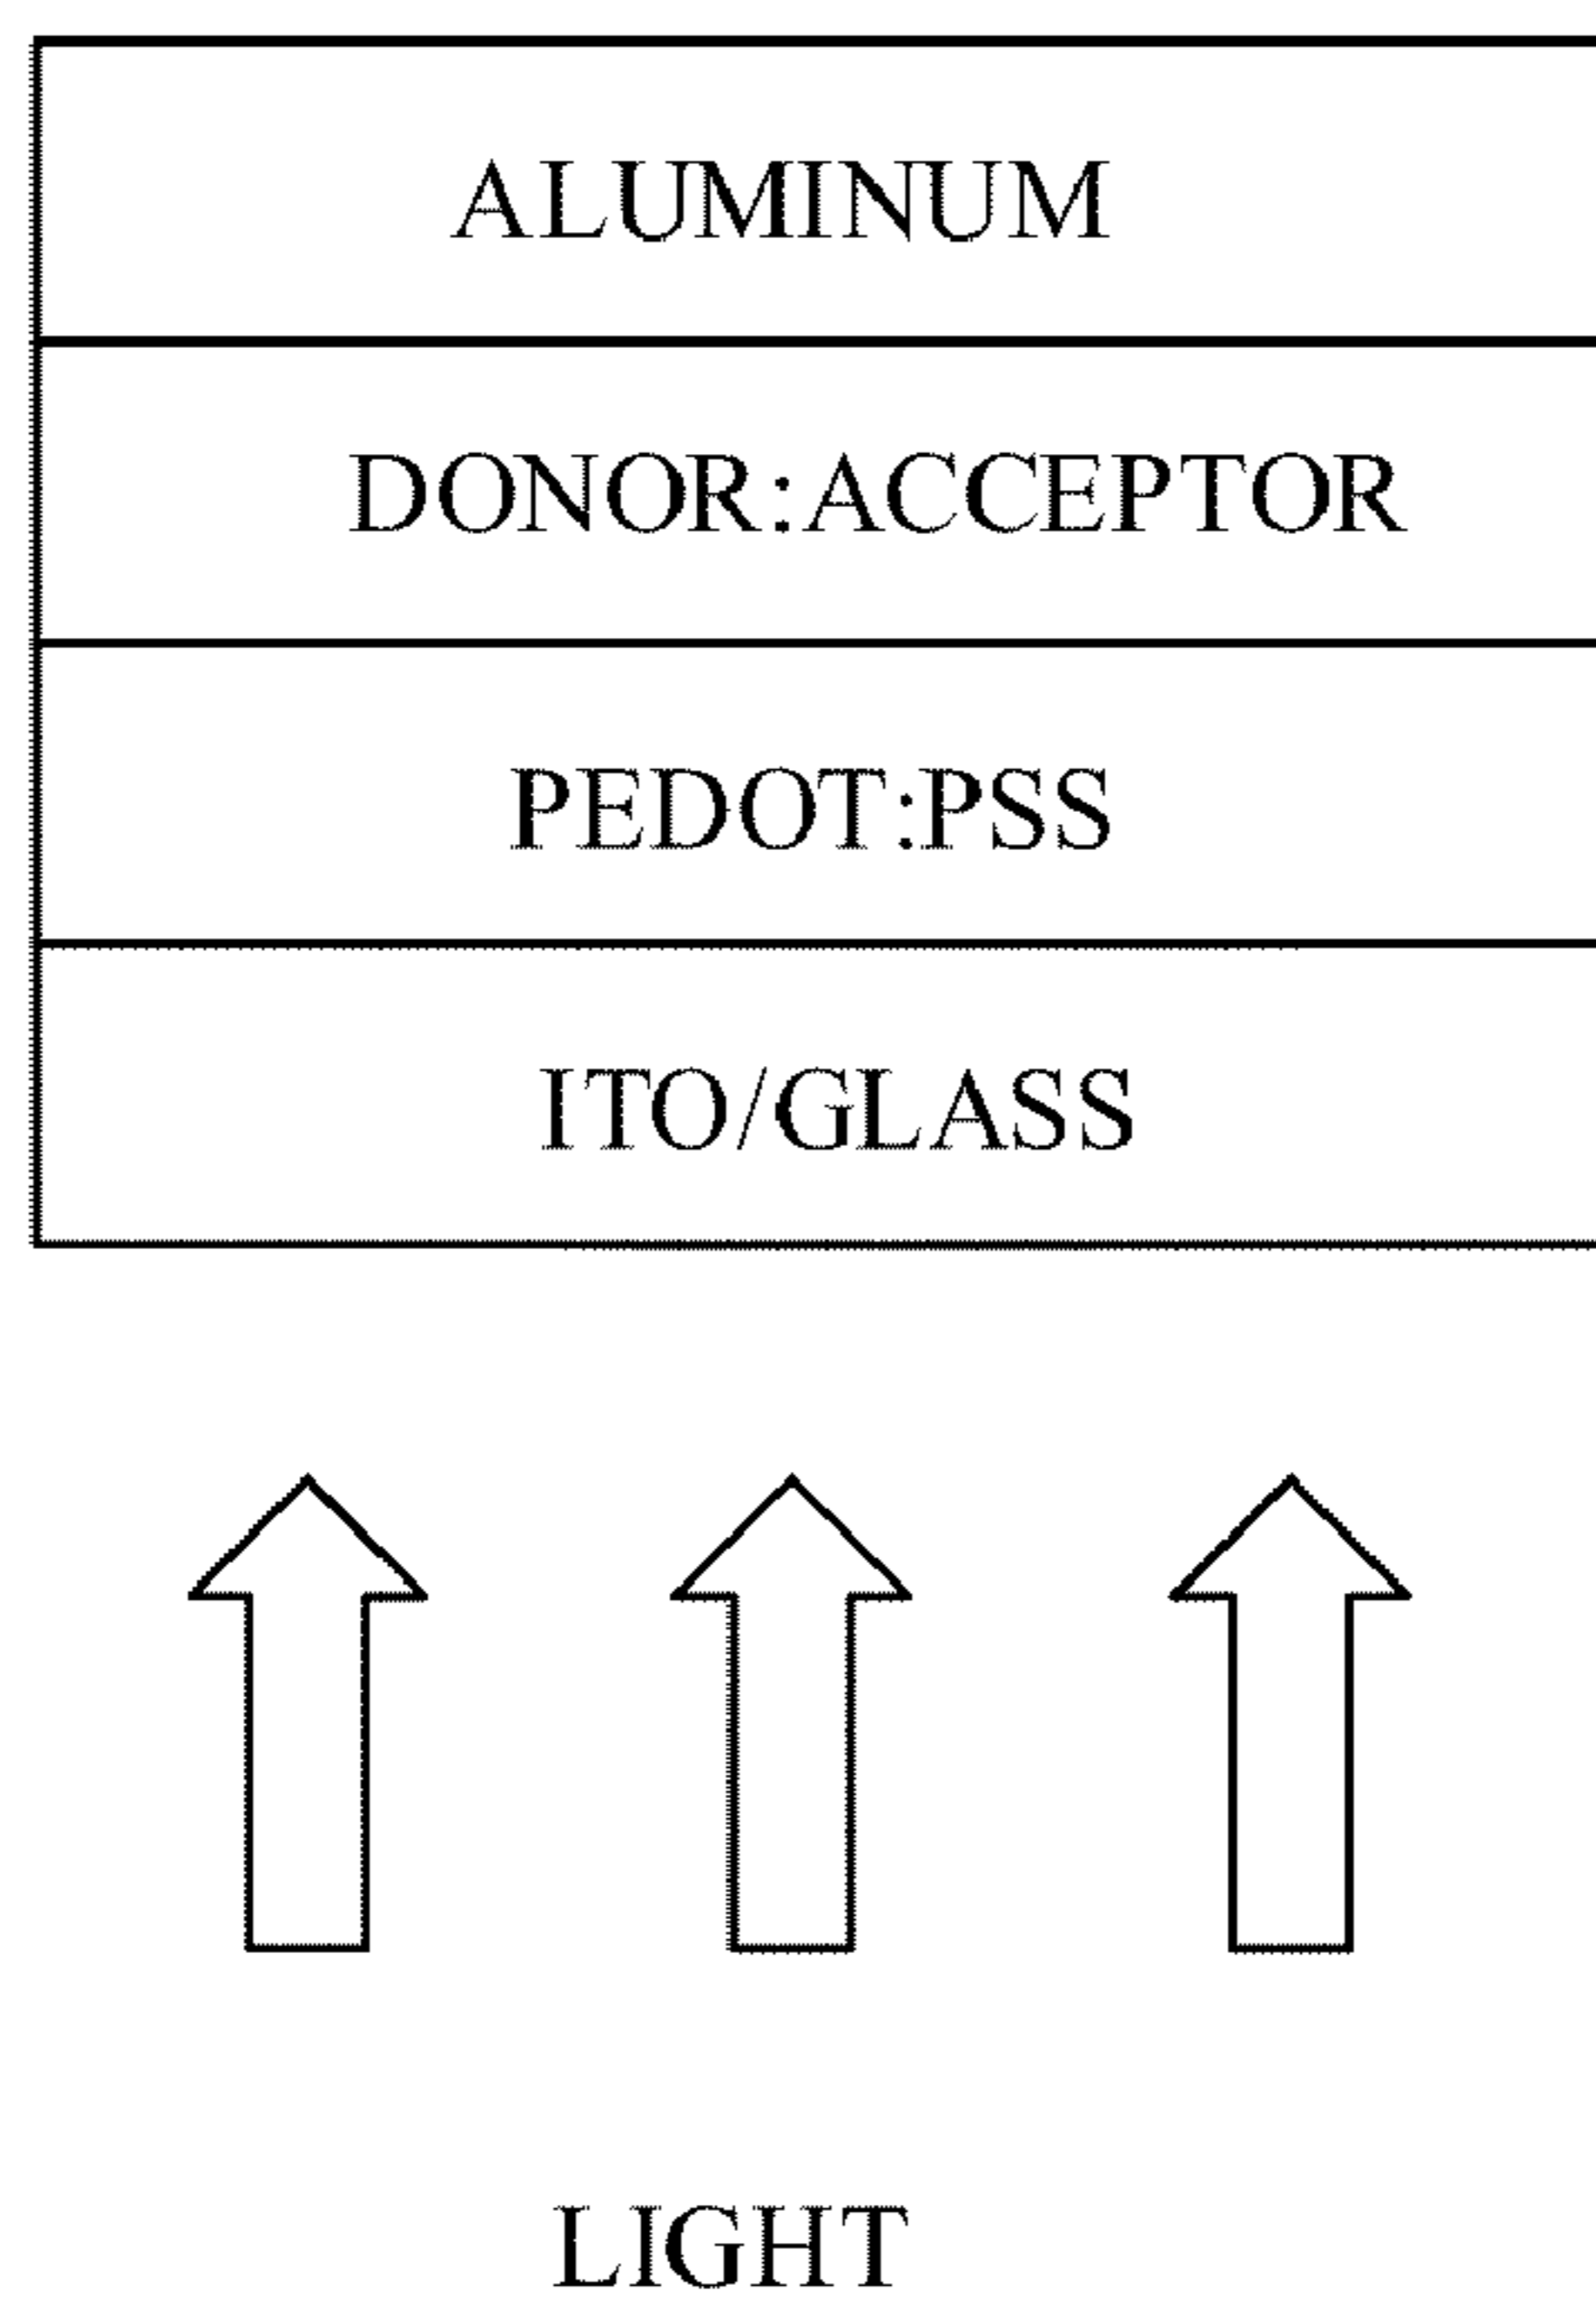 ALUMINUM
DONOR:ACCEPTOR
PEDOT:PSS
ITO/GLASS
LIGHT